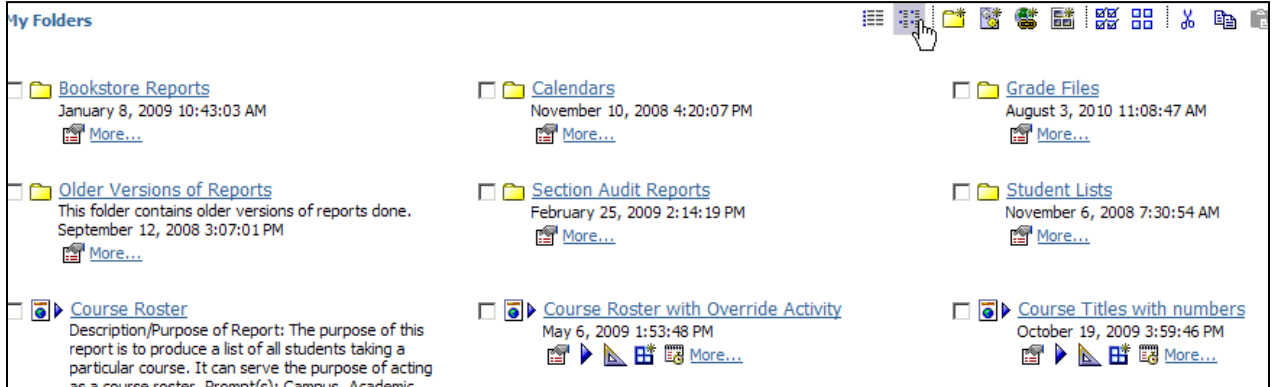 My Folders
Bookstore Reports
January 8, 2009 10:43:03 AM
More...
Calendars
November 10, 2008 4:20:07 PM
More...
Grade Files
August 3, 2010 11:08:47 AM
More...
Older Versions of Reports
This folder contains older versions of reports done.
September 12, 2008 3:07:01 PM
More...
Section Audit Reports
February 25, 2009 2:14:19 PM
More...
Student Lists
November 6, 2008 7:30:54 AM
More...
Course Roster
Description/Purpose of Report: The purpose of this
report is to produce a list of all students taking a
particular course. It can serve the purpose of acting
as a course roster. Prompt(s): Campus, Academic
Course Roster with Override Activity
May 6, 2009 1:53:48 PM
More...
Course Titles with numbers
October 19, 2009 3:59:46 PM
More...